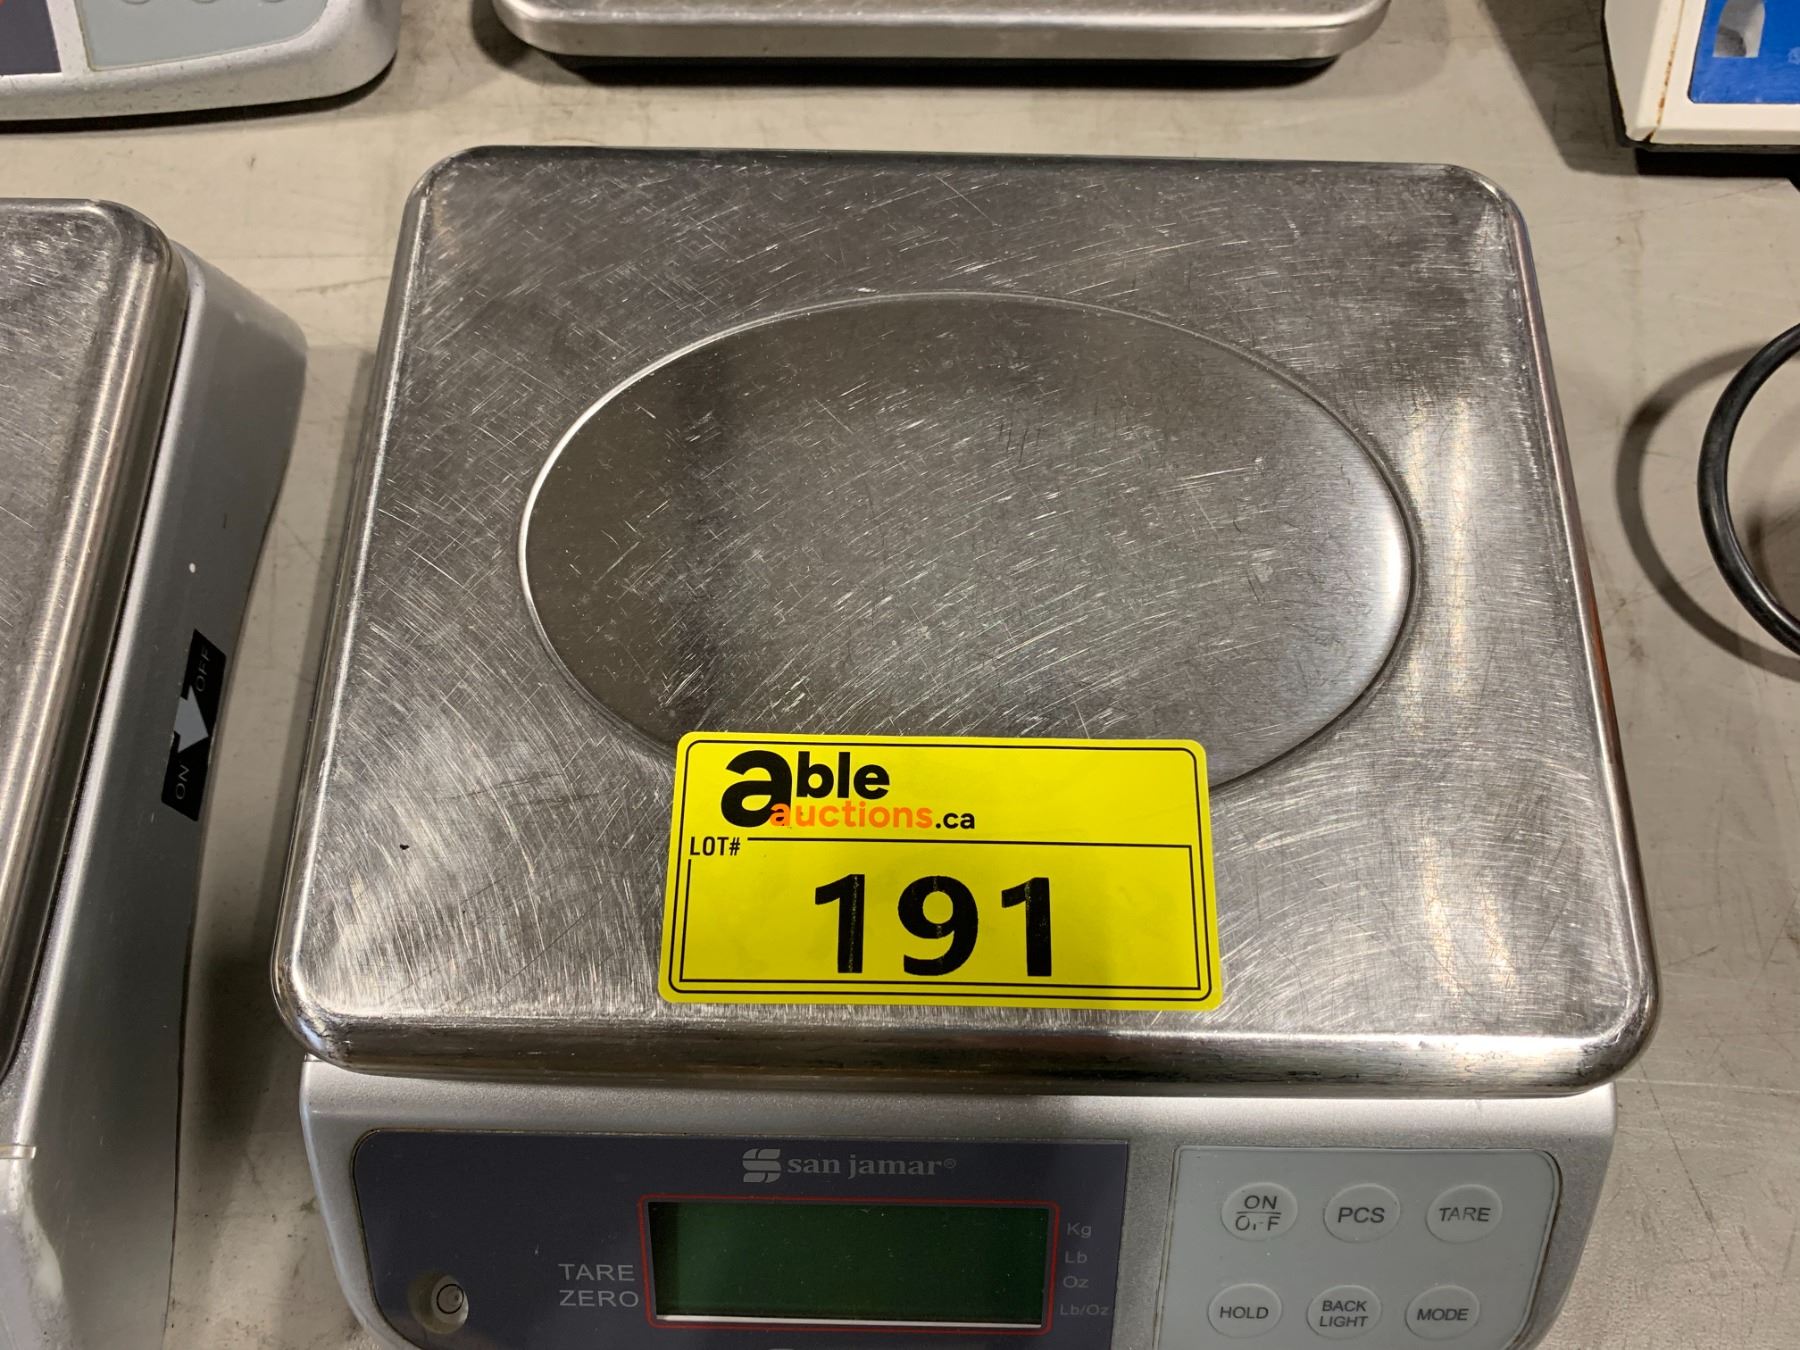 OFF
ON
able
auctions.ca
LOT#
191
san jamar®
TARE
ZERO
Kg
Lb
Oz
Lb/Oz
ON
OFF
PCS
TARE
HOLD
BACK
LIGHT
MODE